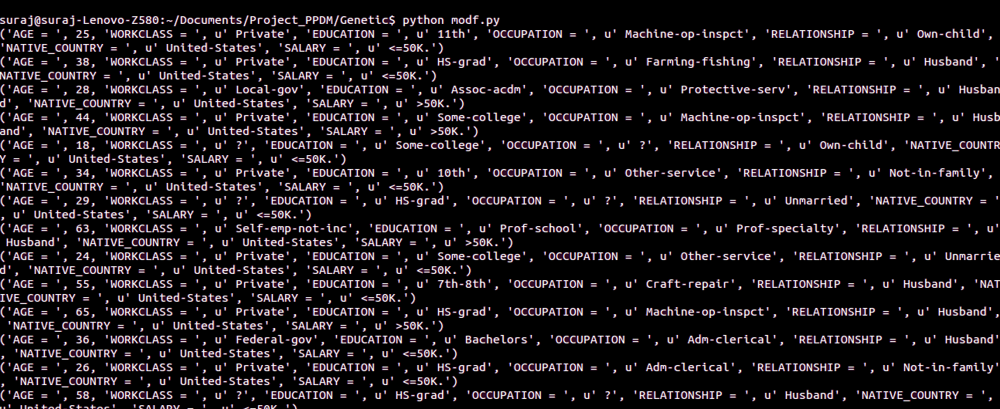 suraj@suraj-Lenovo-Z580:~/Documents/Project_PPDM/Genetic$ python modf.py
('AGE = ', 25, 'WORKCLASS = ', u' Private', 'EDUCATION = ', u' 11th', 'OCCUPATION = ', u' Machine-op-inspct', 'RELATIONSHIP = ', u' Own-child',
'NATIVE_COUNTRY = ', u' United-States', 'SALARY = ', u' <=50K.')
('AGE = ', 38, 'WORKCLASS = ', u' Private', 'EDUCATION = ', u' HS-grad', 'OCCUPATION = ', u' Farming-fishing', 'RELATIONSHIP = ', u' Husband', '
NATIVE_COUNTRY = ', u' United-States', 'SALARY = ', u' <=50K.')
('AGE = ', 28, 'WORKCLASS = ', u' Local-gov', 'EDUCATION = ', u' Assoc-acdm', 'OCCUPATION = ', u' Protective-serv', 'RELATIONSHIP = ', u' Husban
d', 'NATIVE_COUNTRY = ', u' United-States', 'SALARY = ', u' >50K.')
('AGE = ', 44, 'WORKCLASS = ', u' Private', 'EDUCATION = ', u' Some-college', 'OCCUPATION = ', u' Machine-op-inspct', 'RELATIONSHIP = ', u' Husb
and', 'NATIVE_COUNTRY = ', u' United-States', 'SALARY = ', u' >50K.')
('AGE = ', 18, 'WORKCLASS = ', u' ?', 'EDUCATION = ', u' Some-college', 'OCCUPATION = ', u' ?', 'RELATIONSHIP = ', u' Own-child', 'NATIVE_COUNTR
Y = ', u' United-States', 'SALARY = ', u' <=50K.')
('AGE = ', 34, 'WORKCLASS = ', u' Private', 'EDUCATION = ', u' 10th', 'OCCUPATION = ', u' Other-service', 'RELATIONSHIP = ', u' Not-in-family',
'NATIVE_COUNTRY = ', u' United-States', 'SALARY = ', u' <=50K.')
('AGE = ', 29, 'WORKCLASS = ', u' ?', 'EDUCATION = ', u' HS-grad', 'OCCUPATION = ', u' ?', 'RELATIONSHIP = ', u' Unmarried', 'NATIVE_COUNTRY = '
, u' United-States', 'SALARY = ', u' <=50K.')
('AGE = ', 63, 'WORKCLASS = ', u' Self-emp-not-inc', 'EDUCATION = ', u' Prof-school', 'OCCUPATION = ', u' Prof-specialty', 'RELATIONSHIP = ', u'
 Husband', 'NATIVE_COUNTRY = ', u' United-States', 'SALARY = ', u' >50K.')
('AGE = ', 24, 'WORKCLASS = ', u' Private', 'EDUCATION = ', u' Some-college', 'OCCUPATION = ', u' Other-service', 'RELATIONSHIP = ', u' Unmarrie
d', 'NATIVE_COUNTRY = ', u' United-States', 'SALARY = ', u' <=50K.')
('AGE = ', 55, 'WORKCLASS = ', u' Private', 'EDUCATION = ', u' 7th-8th', 'OCCUPATION = ', u' Craft-repair', 'RELATIONSHIP = ', u' Husband', 'NAT
IVE_COUNTRY = ', u' United-States', 'SALARY = ', u' <=50K.')
('AGE = ', 65, 'WORKCLASS = ', u' Private', 'EDUCATION = ', u' HS-grad', 'OCCUPATION = ', u' Machine-op-inspct', 'RELATIONSHIP = ', u' Husband',
 'NATIVE_COUNTRY = ', u' United-States', 'SALARY = ', u' >50K.')
('AGE = ', 36, 'WORKCLASS = ', u' Federal-gov', 'EDUCATION = ', u' Bachelors', 'OCCUPATION = ', u' Adm-clerical', 'RELATIONSHIP = ', u' Husband'
, 'NATIVE_COUNTRY = ', u' United-States', 'SALARY = ', u' <=50K.')
('AGE = ', 26, 'WORKCLASS = ', u' Private', 'EDUCATION = ', u' HS-grad', 'OCCUPATION = ', u' Adm-clerical', 'RELATIONSHIP = ', u' Not-in-family'
, 'NATIVE_COUNTRY = ', u' United-States', 'SALARY = ', u' <=50K.')
('AGE = ', 58, 'WORKCLASS = ', u' ?', 'EDUCATION = ', u' HS-grad', 'OCCUPATION = ', u' ?', 'RELATIONSHIP = ', u' Husband', 'NATIVE_COUNTRY = ',
u' United-States', 'SALARY = ', u' <=50K.')